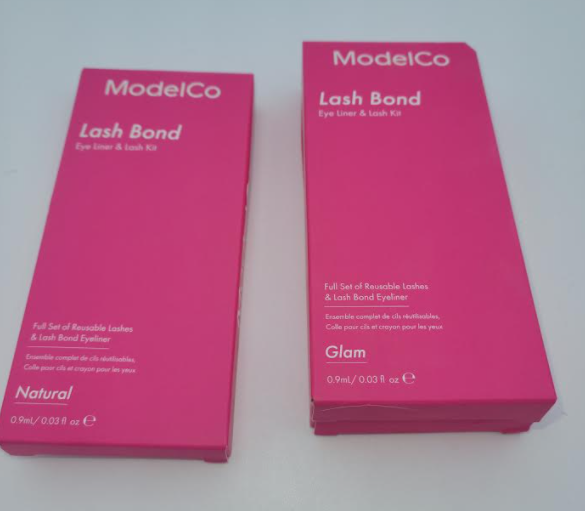 ModelCo
Lash Bond
Eye Liner & Lash Kit
Full Set of Reusable Lashes
& Lash Bond Eyeliner
Ensemble complet de cils réutilisables,
Colle pour cils et crayon pour les yeux
Natural
0.9mL/ 0.03 fl oz ℮
ModelCo
Lash Bond
Eye Liner & Lash Kit
Full Set of Reusable Lashes
& Lash Bond Eyeliner
Ensemble complet de cils réutilisables,
Colle pour cils et crayon pour les yeux
Glam
0.9mL/ 0.03 fl oz ℮